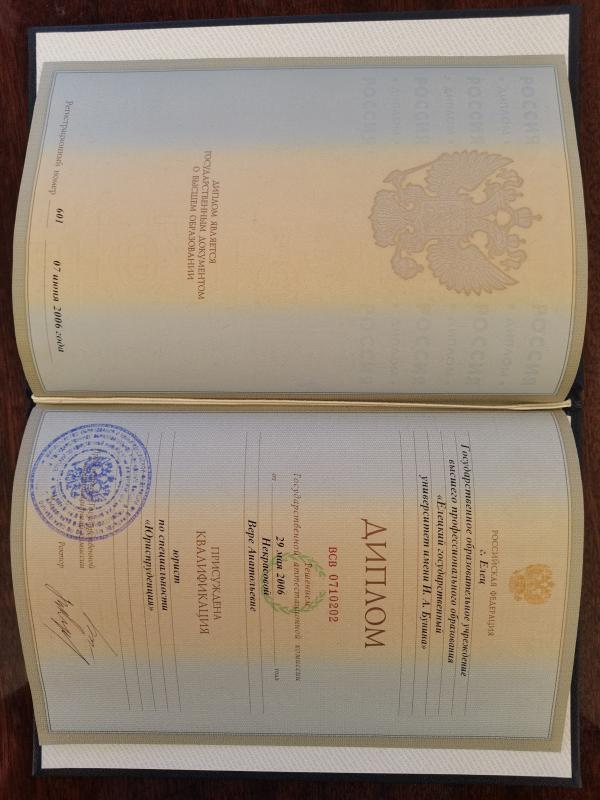 ДИПЛОМ ЯВЛЯЕТСЯ
ГОСУДАРСТВЕННЫМ ДОКУМЕНТОМ
О ВЫСШЕМ ОБРАЗОВАНИИ
Регистрационный номер 601 07 июня 2006 года
РОССИЙСКАЯ ФЕДЕРАЦИЯ
г. Елец
Государственное образовательное учреждение
высшего профессионального образования
«Елецкий государственный
университет имени И. А. Бунина»
ДИПЛОМ
ВСВ 0710202
Решением
Государственной аттестационной комиссии
от 29 мая 2006 года
Некрасовой
Вере Анатольевне
ПРИСУЖДЕНА
КВАЛИФИКАЦИЯ
юрист
по специальности
«Юриспруденция»
Ректор